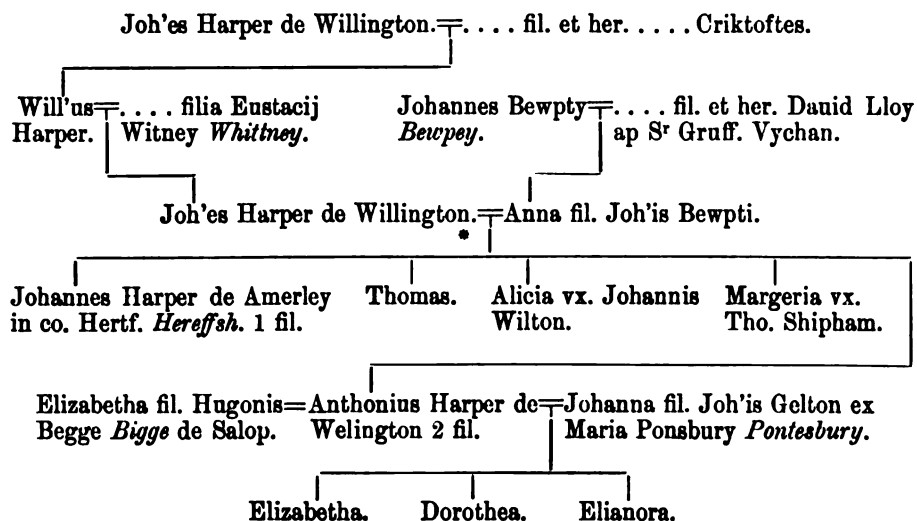 Joh'es Harper de Willington.=. . . . fil. et her. . . . . Criktoftes.
Will'us=. . . . filia Eustacij
Harper. Witney Whittney.
Johannes Bewpty=. . . . fil. et her. Dauid Lloy
Bewpey. ap Sr Gruff. Vychan.
Joh'es Harper de Willington.=Anna fil. Joh'is Bewpti.
*
Johannes Harper de Amerley
in co. Hertf. Hereffsh. 1 fil.
Thomas.
Alicia vx. Johannis
Wilton.
Margeria vx.
Tho. Shipham.
Elizabetha fil. Hugonis=Anthonius Harper de=Johanna fil. Joh'is Gelton ex
Begge Bigge de Salop. Welington 2 fil. Maria Ponsbury Pontesbury.
Elizabetha. Dorothea. Elianora.